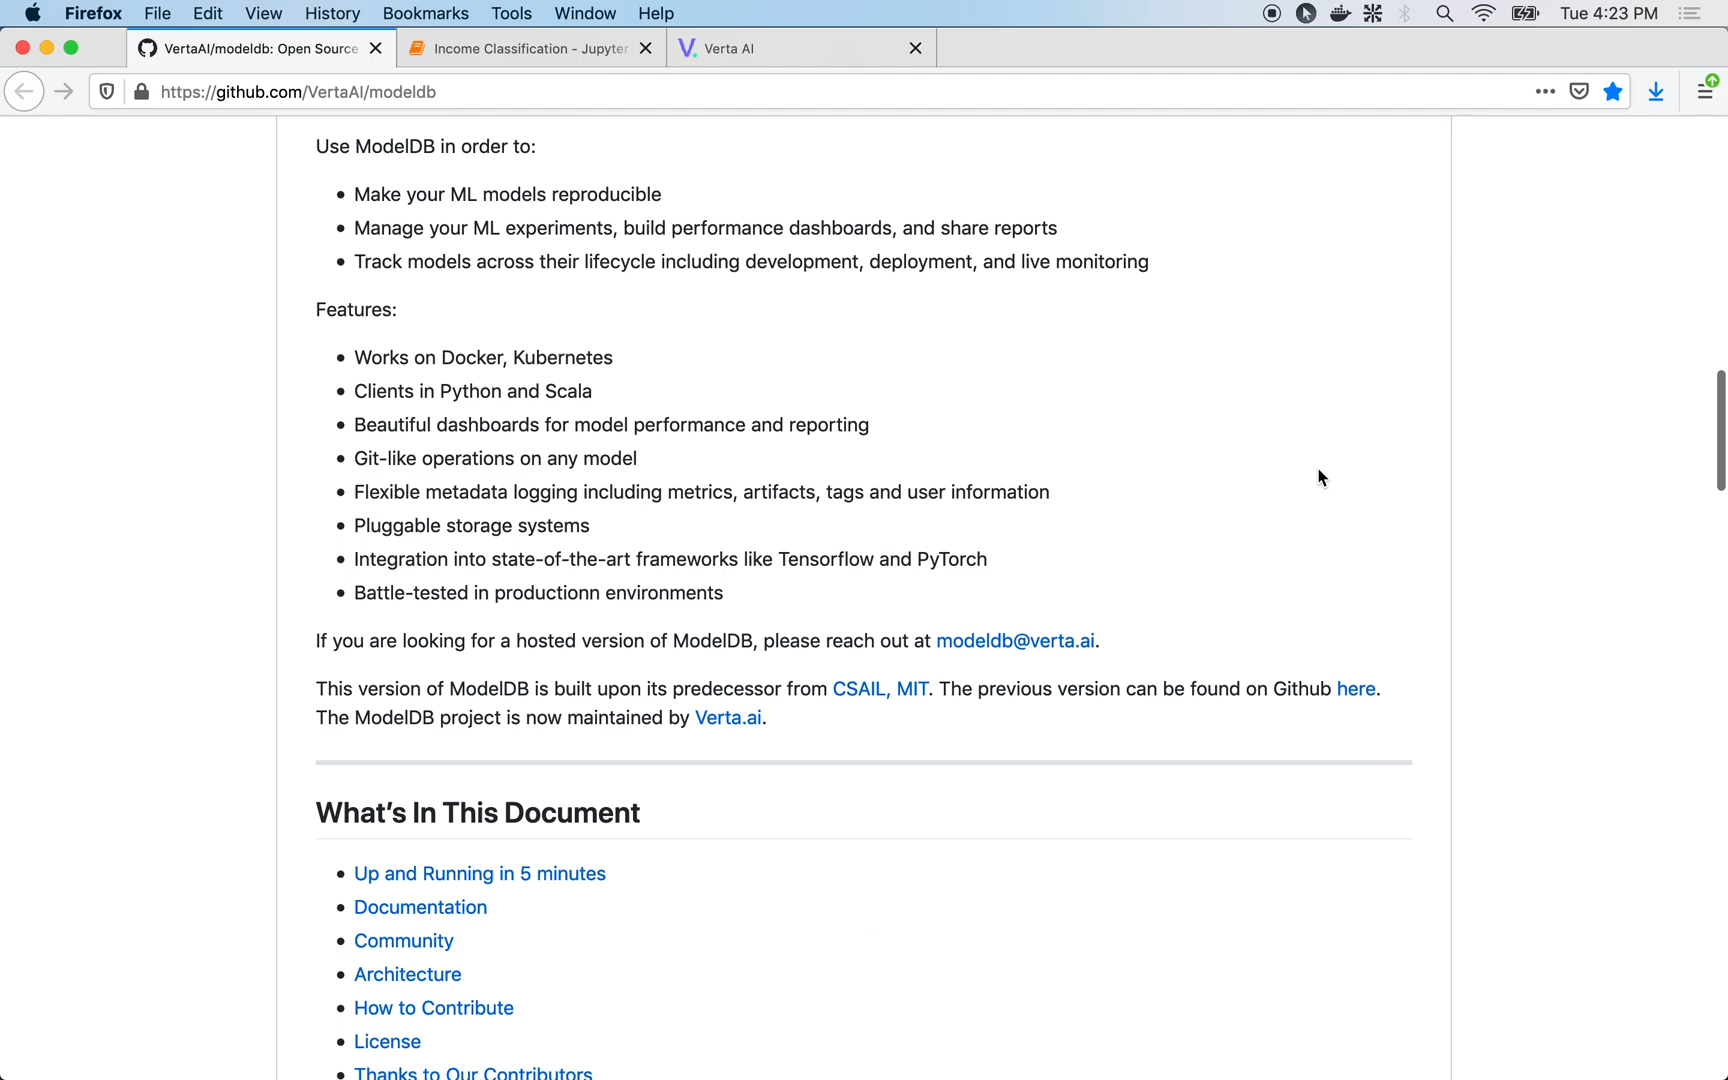 Firefox File Edit View History Bookmarks Tools Window Help Tue 4:23 PM
VertaAI/modeldb: Open Source Income Classification - Jupyter Verta AI
https://github.com/VertaAI/modeldb
Use ModelDB in order to:
• Make your ML models reproducible
• Manage your ML experiments, build performance dashboards, and share reports
• Track models across their lifecycle including development, deployment, and live monitoring
Features:
• Works on Docker, Kubernetes
• Clients in Python and Scala
• Beautiful dashboards for model performance and reporting
• Git-like operations on any model
• Flexible metadata logging including metrics, artifacts, tags and user information
• Pluggable storage systems
• Integration into state-of-the-art frameworks like Tensorflow and PyTorch
• Battle-tested in productionn environments
If you are looking for a hosted version of ModelDB, please reach out at modeldb@verta.ai.
This version of ModelDB is built upon its predecessor from CSAIL, MIT. The previous version can be found on Github here.
The ModelDB project is now maintained by Verta.ai.
What's In This Document
• Up and Running in 5 minutes
• Documentation
• Community
• Architecture
• How to Contribute
• License
• Thanks to Our Contributors